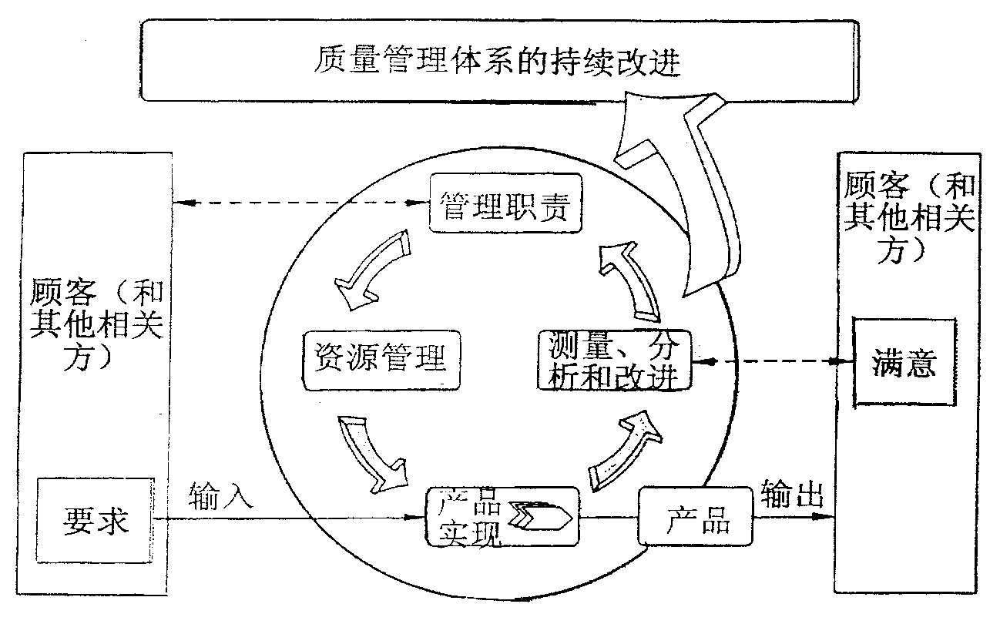 质量管理体系的持续改进
管理职责
顾客（和
其他相关
方）
顾客（和
其他相关
方）
资源管理
测量、分
析和改进
满意
要求
输入
产品
实现
产品
输出